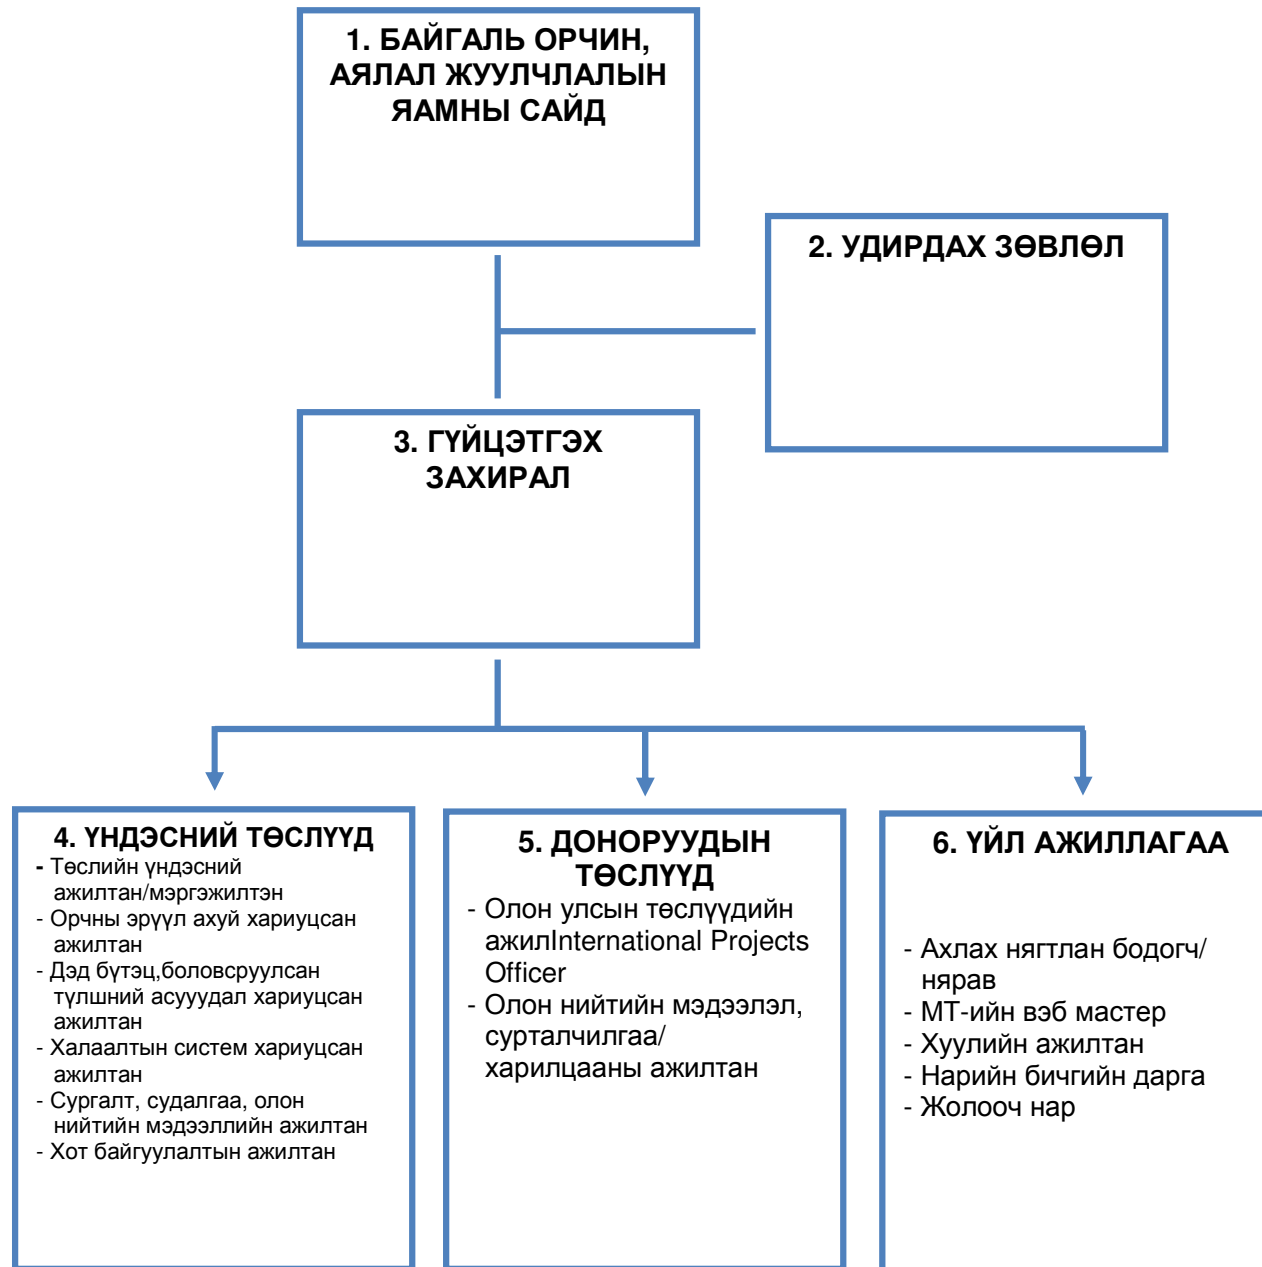 1. БАЙГАЛЬ ОРЧИН,
АЯЛАЛ ЖУУЛЧЛАЛЫН
ЯАМНЫ САЙД
2. УДИРДАХ ЗӨВЛӨЛ
3. ГҮЙЦЭТГЭХ
ЗАХИРАЛ
4. ҮНДЭСНИЙ ТӨСЛҮҮД
- Төслийн үндэсний
ажилтан/мэргэжилтэн
- Орчны эрүүл ахуй хариуцсан
ажилтан
- Дэд бүтэц,боловсруулсан
түлшний асууудал хариуцсан
ажилтан
- Халаалтын систем хариуцсан
ажилтан
- Сургалт, судалгаа, олон
нийтийн мэдээллийн ажилтан
- Хот байгуулалтын ажилтан
5. ДОНОРУУДЫН
ТӨСЛҮҮД
- Олон улсын төслүүдийн
ажилInternational Projects
Officer
- Олон нийтийн мэдээлэл,
сурталчилгаа/
харилцааны ажилтан
6. ҮЙЛ АЖИЛЛАГАА
- Ахлах нягтлан бодогч/
нярав
- МТ-ийн вэб мастер
- Хуулийн ажилтан
- Нарийн бичгийн дарга
- Жолооч нар